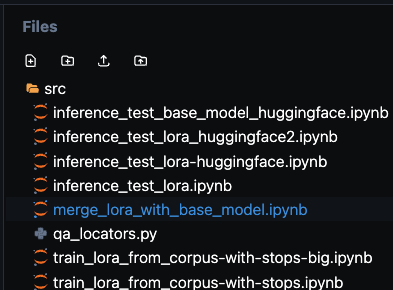 Files
src
inference_test_base_model_huggingface.ipynb
inference_test_lora_huggingface2.ipynb
inference_test_lora-huggingface.ipynb
inference_test_lora.ipynb
merge_lora_with_base_model.ipynb
qa_locators.py
train_lora_from_corpus-with-stops-big.ipynb
train_lora_from_corpus-with-stops.ipynb